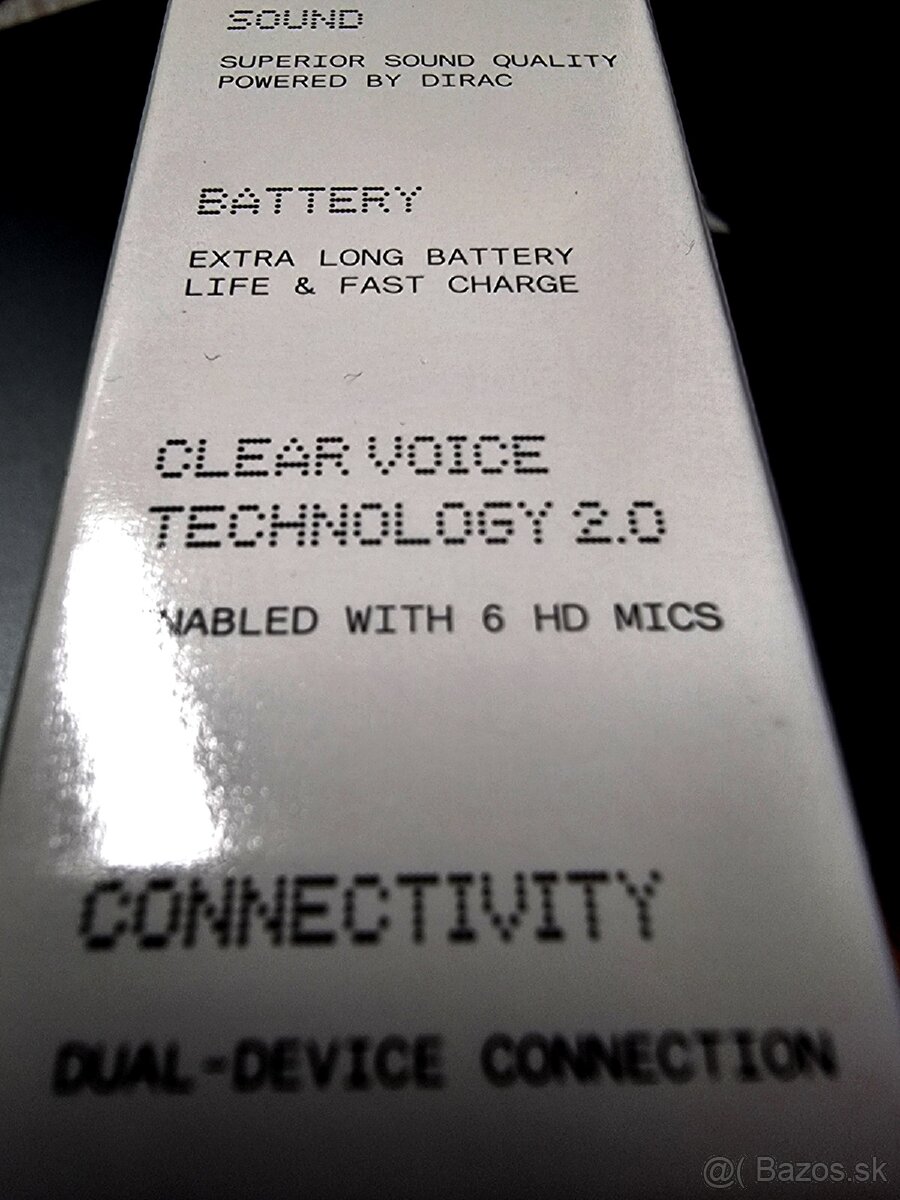 SOUND
SUPERIOR SOUND QUALITY
POWERED BY DIRAC
BATTERY
EXTRA LONG BATTERY
LIFE & FAST CHARGE
CLEAR VOICE
TECHNOLOGY 2.0
NABLED WITH 6 HD MICS
CONNECTIVITY
DUAL-DEVICE CONNECTION
@( Bazos.sk